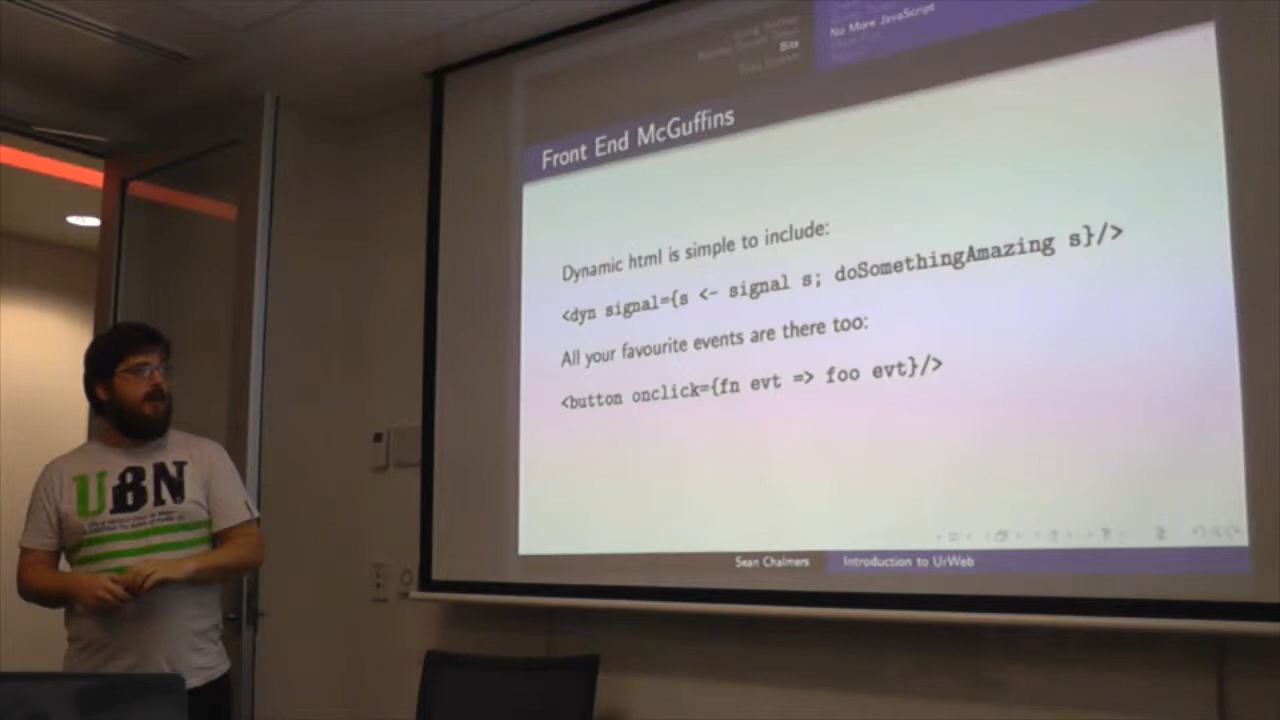 Bits
No More JavaScript
Front End McGuffins
Dynamic html is simple to include:
<dyn signal={s <- signal s; doSomethingAmazing s}/>
All your favourite events are there too:
<button onclick={fn evt => foo evt}/>
Sean Chalmers
Introduction to UrWeb
UBN